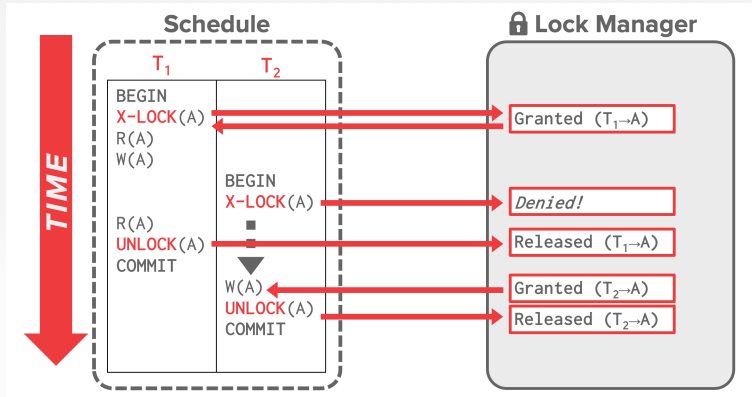 Schedule
Lock Manager
TIME
T1
T2
BEGIN
X-LOCK(A)
R(A)
W(A)
Granted (T1→A)
BEGIN
X-LOCK(A)
Denied!
R(A)
UNLOCK(A)
COMMIT
Released (T1→A)
W(A)
UNLOCK(A)
COMMIT
Granted (T2→A)
Released (T2→A)